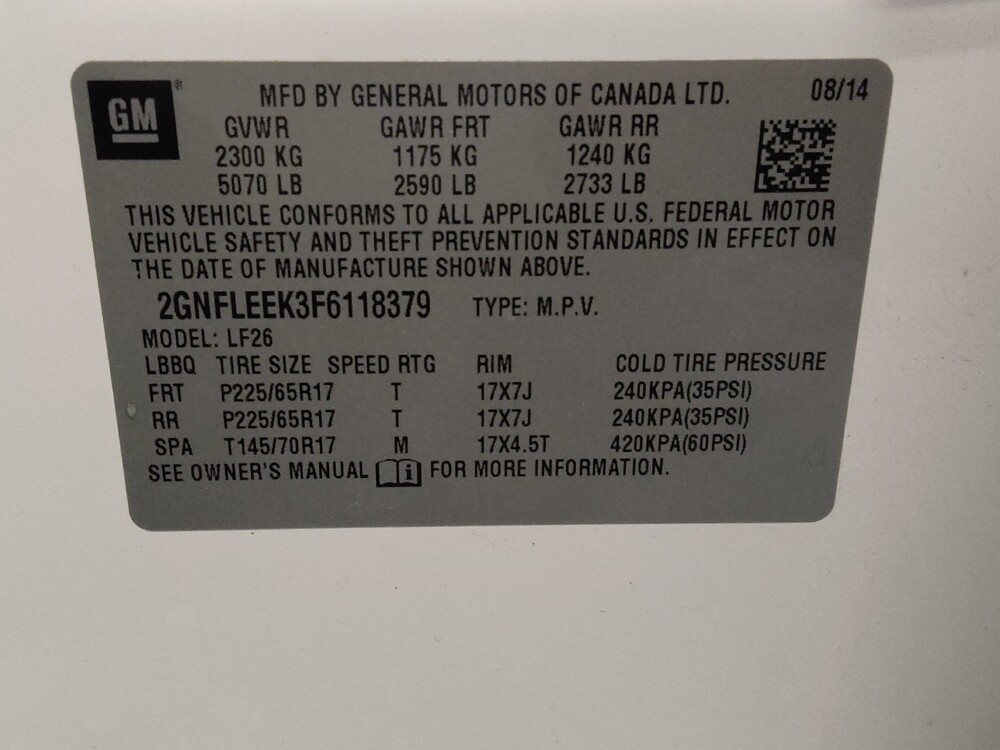 GM®
MFD BY GENERAL MOTORS OF CANADA LTD. 08/14
GVWR GAWR FRT GAWR RR
2300 KG 1175 KG 1240 KG
5070 LB 2590 LB 2733 LB
THIS VEHICLE CONFORMS TO ALL APPLICABLE U.S. FEDERAL MOTOR
VEHICLE SAFETY AND THEFT PREVENTION STANDARDS IN EFFECT ON
THE DATE OF MANUFACTURE SHOWN ABOVE.
2GNFLEEK3F6118379 TYPE: M.P.V.
MODEL: LF26
LBBQ TIRE SIZE SPEED RTG RIM COLD TIRE PRESSURE
FRT P225/65R17 T 17X7J 240KPA(35PSI)
RR P225/65R17 T 17X7J 240KPA(35PSI)
SPA T145/70R17 M 17X4.5T 420KPA(60PSI)
SEE OWNER'S MANUAL i FOR MORE INFORMATION.